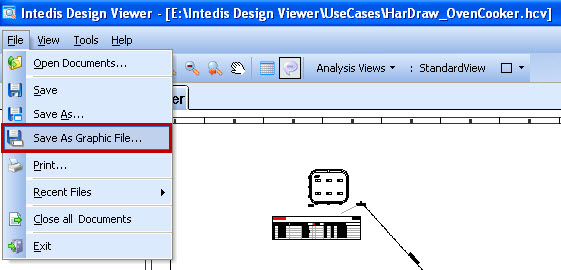 Intedis Design Viewer - [E:\Intedis Design Viewer\UseCases\HarDraw_OvenCooker.hcv]
File View Tools Help
Open Documents...
Analysis Views : StandardView
Save
er
Save As...
Save As Graphic File...
Print...
Recent Files
Close all Documents
Exit